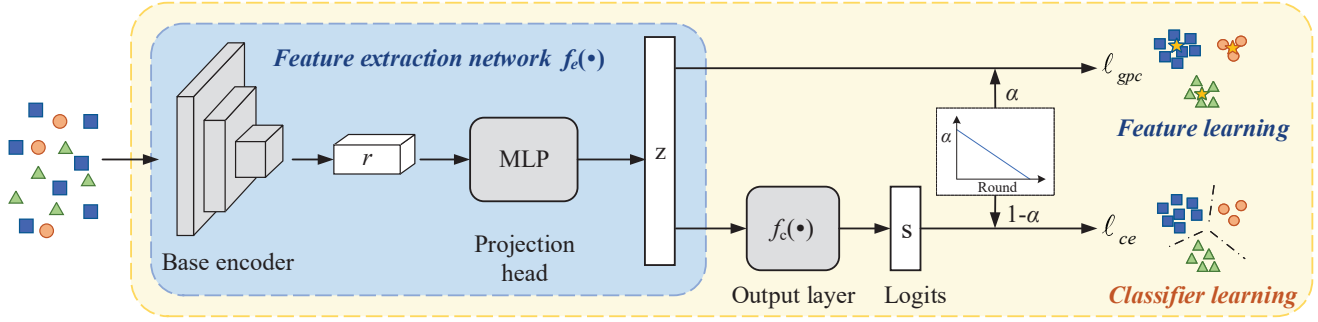 Feature extraction network f_e(•)
Base encoder
r
MLP
Projection
head
z
f_c(•)
Output layer
s
Logits
α
α
Round
1-α
ℓ_gpc
Feature learning
ℓ_ce
Classifier learning